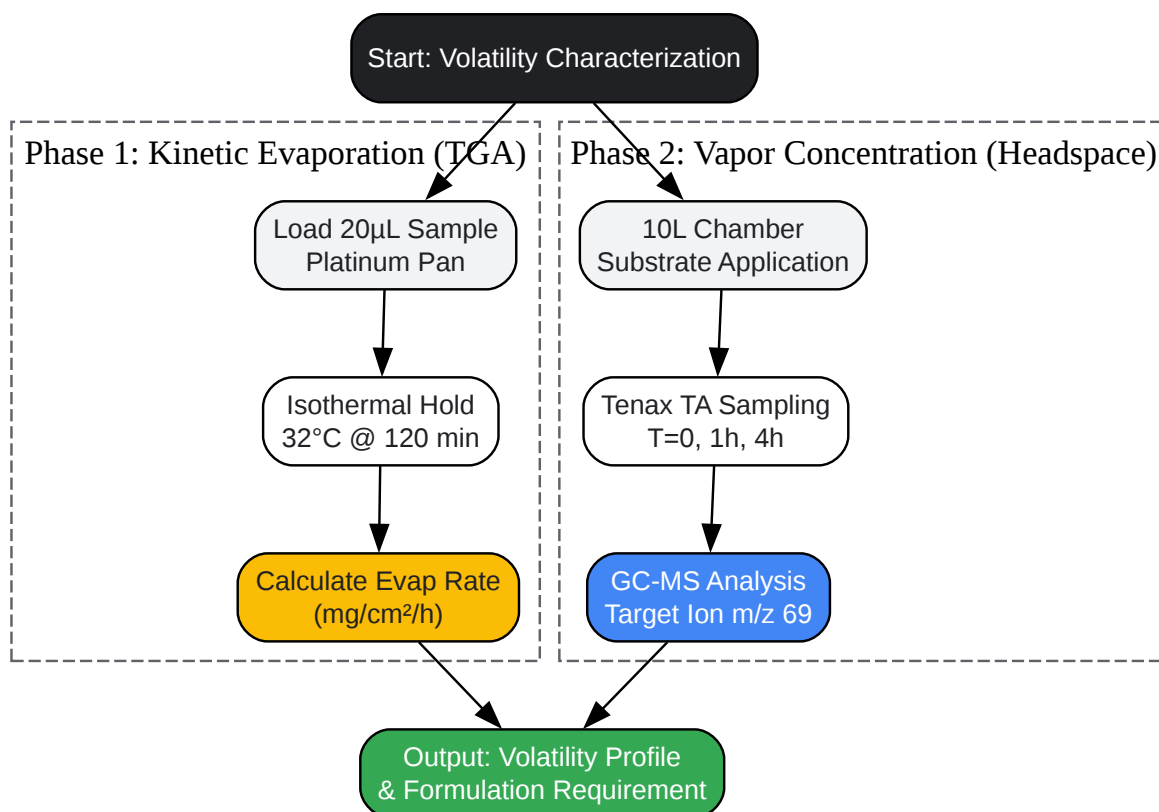 Start: Volatility Characterization
Phase 1: Kinetic Evaporation (TGA)
Load 20µL Sample
Platinum Pan
Isothermal Hold
32°C @ 120 min
Calculate Evap Rate
(mg/cm²/h)
Phase 2: Vapor Concentration (Headspace)
10L Chamber
Substrate Application
Tenax TA Sampling
T=0, 1h, 4h
GC-MS Analysis
Target Ion m/z 69
Output: Volatility Profile
& Formulation Requirement